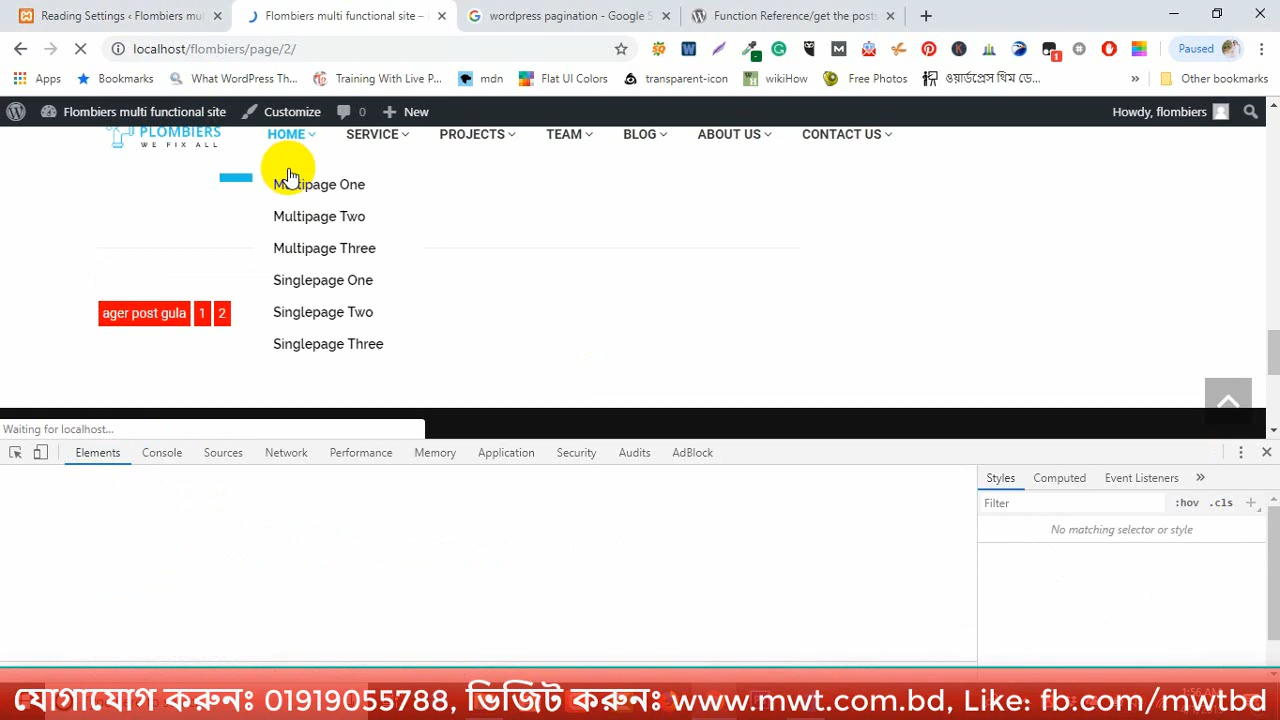 Reading Settings ‹ Flombiers mul
Flombiers multi functional site –
wordpress pagination - Google S
Function Reference/get the posts
localhost/flombiers/page/2/
Paused
Apps
Bookmarks
What WordPress Th...
Training With Live P...
mdn
Flat UI Colors
transparent-ic
wikiHow
Free Photos
ওয়ার্ডপ্রেস থিম ডে...
»
Other bookmarks
Flombiers multi functional site
Customize
0
New
Howdy, flombiers
PLOMBIERS
WE FIX ALL
HOME
SERVICE
PROJECTS
TEAM
BLOG
ABOUT US
CONTACT US
Multipage One
Multipage Two
Multipage Three
Singlepage One
Singlepage Two
Singlepage Three
ager post gula 1 2
Waiting for localhost...
Elements
Console
Sources
Network
Performance
Memory
Application
Security
Audits
AdBlock
Styles
Computed
Event Listeners
»
Filter
:hov .cls +
No matching selector or style
যোগাযোগ করুনঃ 01919055788, ভিজিট করুনঃ www.mwt.com.bd, Like: fb.com/mwtbd